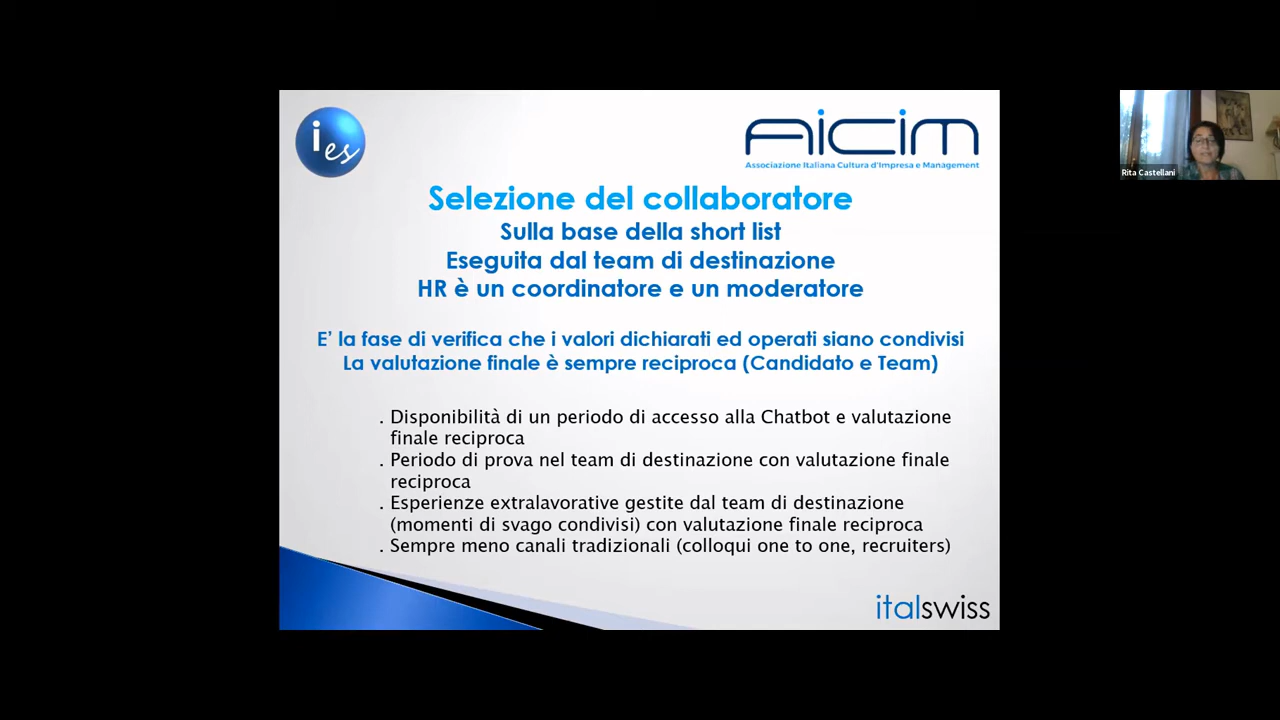 ies
AiCiM
Associazione Italiana Cultura d'Impresa e Management
Rita Castellani
Selezione del collaboratore
Sulla base della short list
Eseguita dal team di destinazione
HR è un coordinatore e un moderatore
E’ la fase di verifica che i valori dichiarati ed operati siano condivisi
La valutazione finale è sempre reciproca (Candidato e Team)
. Disponibilità di un periodo di accesso alla Chatbot e valutazione
finale reciproca
. Periodo di prova nel team di destinazione con valutazione finale
reciproca
. Esperienze extralavorative gestite dal team di destinazione
(momenti di svago condivisi) con valutazione finale reciproca
. Sempre meno canali tradizionali (colloqui one to one, recruiters)
italswiss